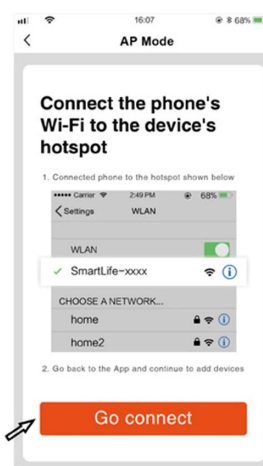 16:07
68%
AP Mode
Connect the phone's
Wi-Fi to the device's
hotspot
1. Connected phone to the hotspot shown below
Carrier 2:49 PM 68%
Settings WLAN
WLAN
SmartLife-xxxx
CHOOSE A NETWORK...
home
home2
2. Go back to the App and continue to add devices
Go connect